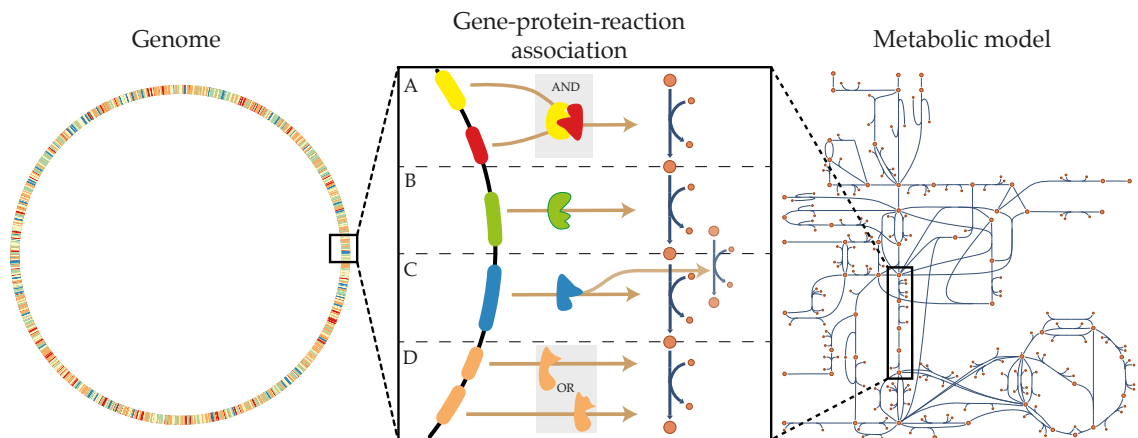 Genome
Gene-protein-reaction
association
Metabolic model
A
AND
B
C
D
OR